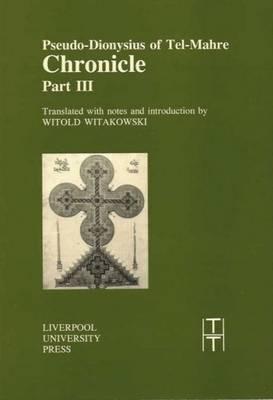 Pseudo-Dionysius of Tel-Mahre
Chronicle
Part III
Translated with notes and introduction by
WITOLD WITAKOWSKI
LIVERPOOL
UNIVERSITY
PRESS
T
T H